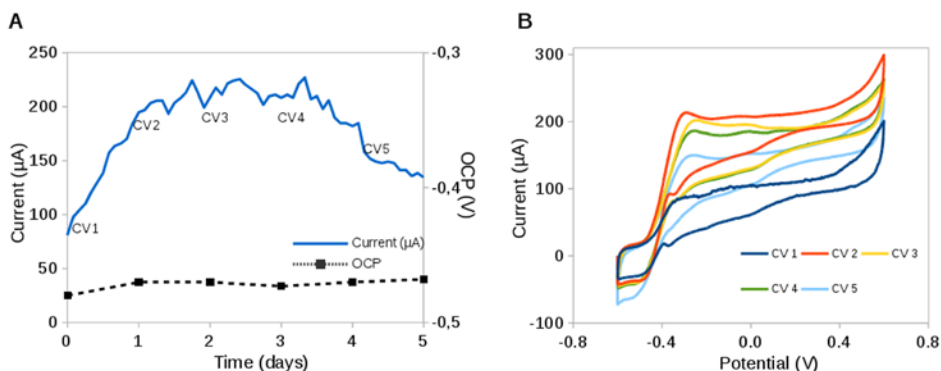 A
250
200
150
100
50
0
Current (µA)
0 1 2 3 4 5
Time (days)
-0,3
-0,4
-0,5
OCP (V)
CV1
CV2
CV3
CV4
CV5
Current (µA)
OCP
B
300
200
100
0
-100
Current (µA)
-0.8 -0.4 0.0 0.4 0.8
Potential (V)
CV 1 CV 2 CV 3
CV 4 CV 5